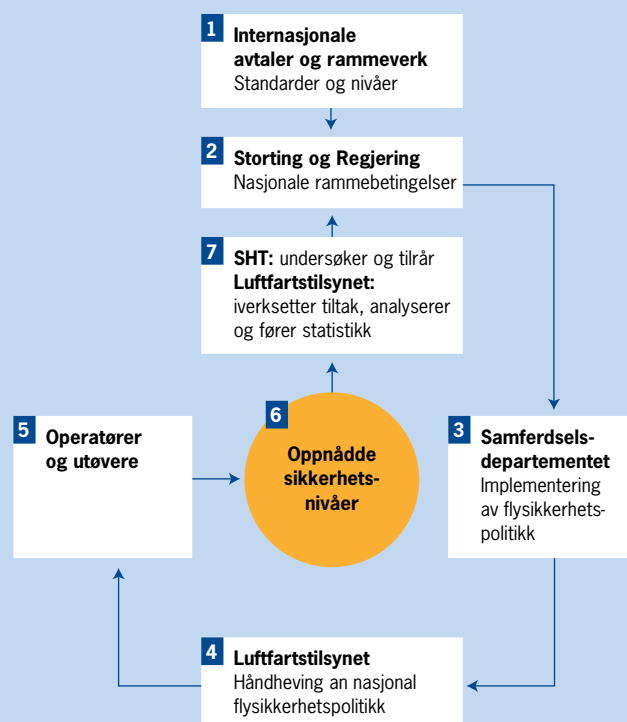 1
Internasjonale
avtaler og rammeverk
Standarder og nivåer
2
Storting og Regjering
Nasjonale rammebetingelser
7
SHT: undersøker og tilrår
Luftfartstilsynet:
iverksetter tiltak, analyserer
og fører statistikk
6
Oppnådde
sikkerhets-
nivåer
5
Operatører
og utøvere
3
Samferdsels-
departementet
Implementering
av flysikkerhets-
politikk
4
Luftfartstilsynet
Håndheving an nasjonal
flysikkerhetspolitikk